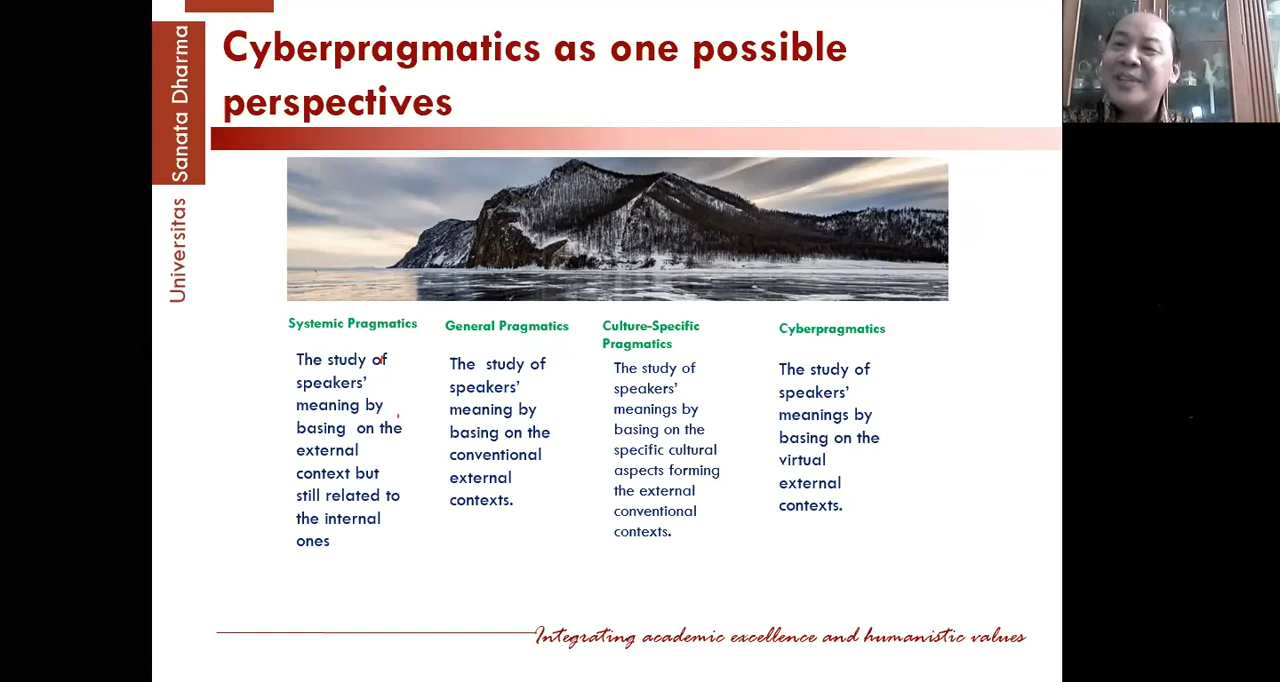 Cyberpragmatics as one possible
perspectives
Universitas Sanata Dharma
Systemic Pragmatics
The study of
speakers’
meaning by
basing on the
external
context but
still related to
the internal
ones
General Pragmatics
The study of
speakers’
meaning by
basing on the
conventional
external
contexts.
Culture-Specific
Pragmatics
The study of
speakers’
meanings by
basing on the
specific cultural
aspects forming
the external
conventional
contexts.
Cyberpragmatics
The study of
speakers’
meanings by
basing on the
virtual
external
contexts.
Integrating academic excellence and humanistic values